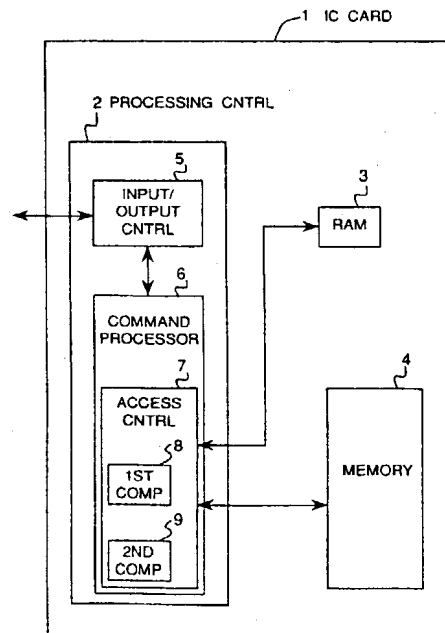 1 IC CARD
2 PROCESSING CNTRL
5
INPUT/
OUTPUT
CNTRL
3
RAM
6
COMMAND
PROCESSOR
7
ACCESS
CNTRL
8
1ST
COMP
9
2ND
COMP
4
MEMORY